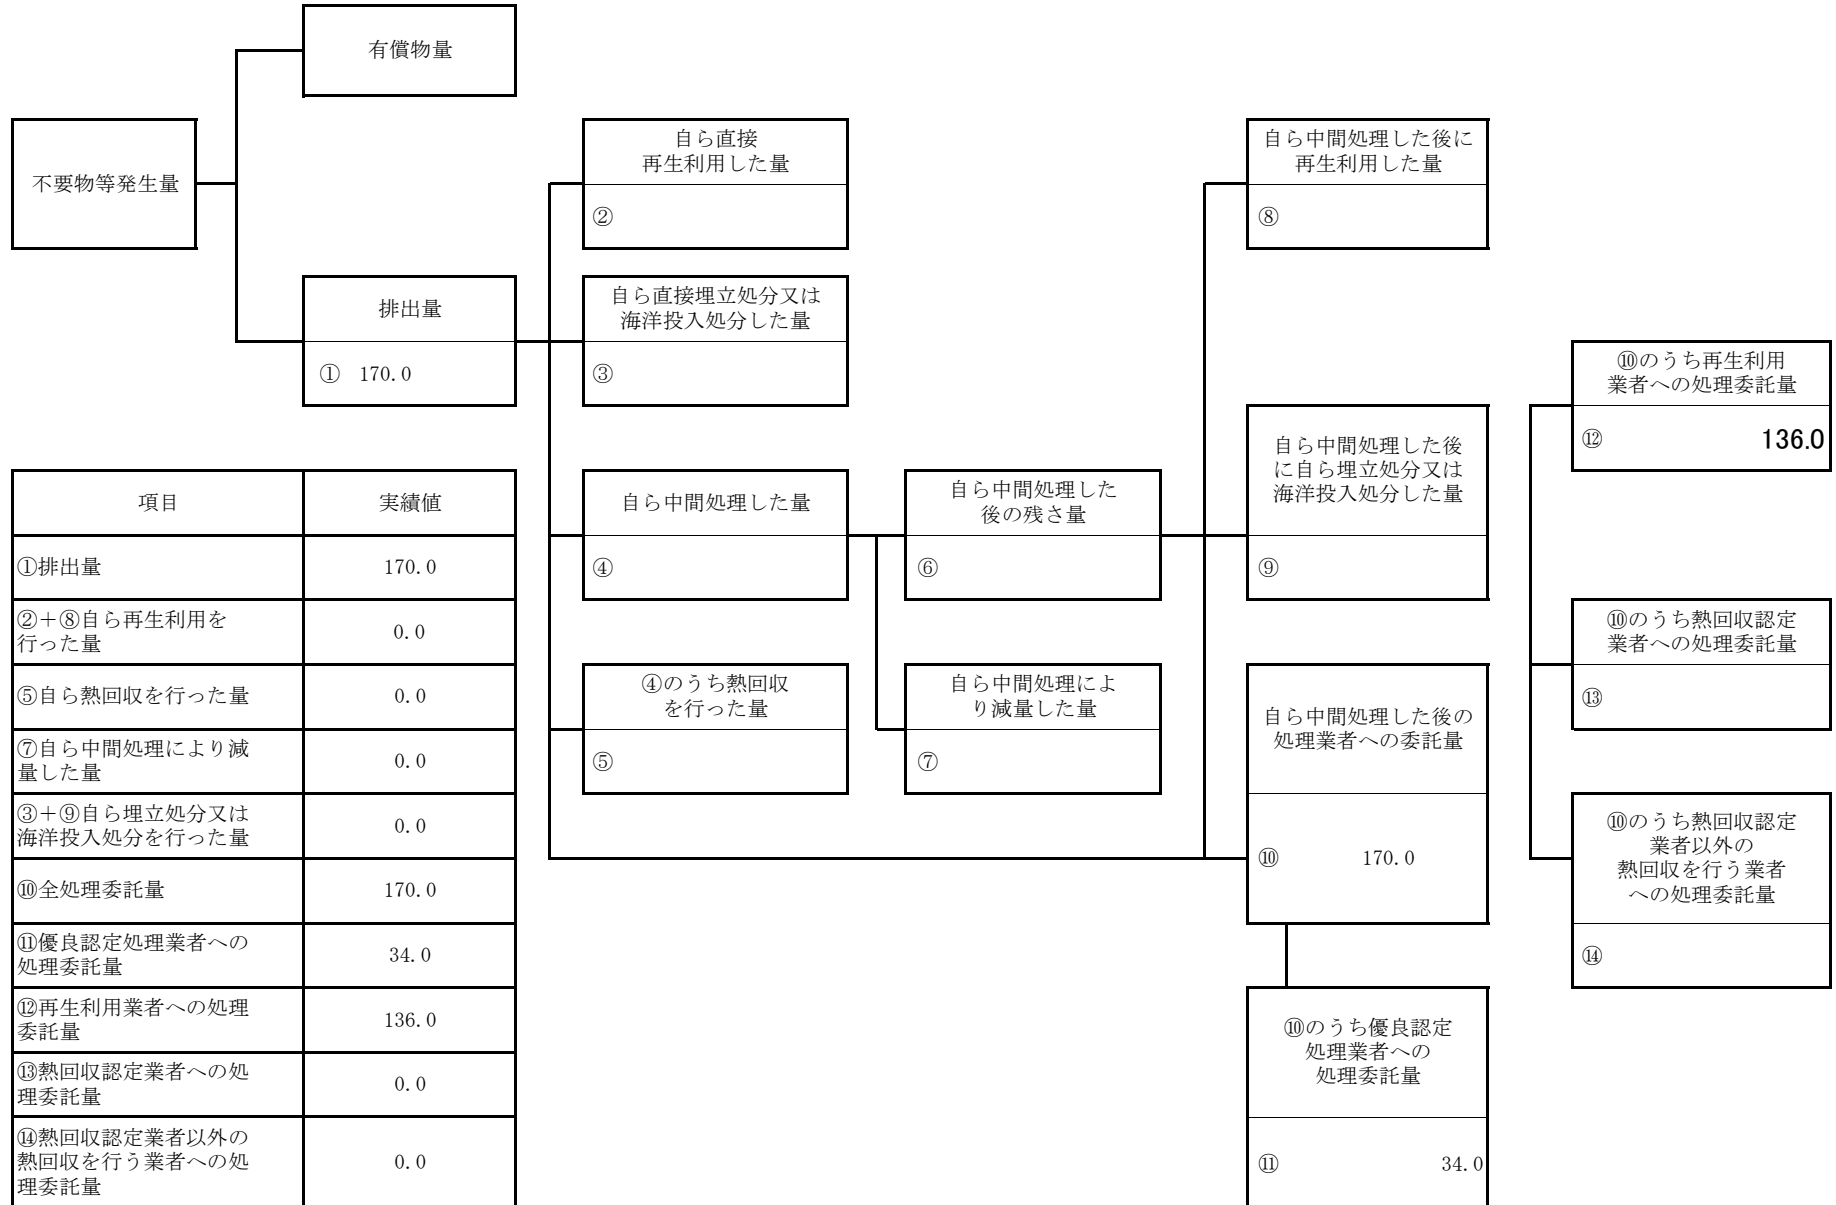 有償物量
不要物等発生量
排出量
① 170.0
自ら直接
再生利用した量
②
自ら直接埋立処分又は
海洋投入処分した量
③
自ら中間処理した量
④
④のうち熱回収
を行った量
⑤
自ら中間処理した
後の残さ量
⑥
自ら中間処理によ
り減量した量
⑦
自ら中間処理した後に
再生利用した量
⑧
自ら中間処理した後
に自ら埋立処分又は
海洋投入処分した量
⑨
自ら中間処理した後の
処理業者への委託量
⑩ 170.0
⑩のうち優良認定
処理業者への
処理委託量
⑪ 34.0
⑩のうち再生利用
業者への処理委託量
⑫ 136.0
⑩のうち熱回収認定
業者への処理委託量
⑬
⑩のうち熱回収認定
業者以外の
熱回収を行う業者
への処理委託量
⑭
項目 実績値
①排出量 170.0
②+⑧自ら再生利用を
行った量 0.0
⑤自ら熱回収を行った量 0.0
⑦自ら中間処理により減
量した量 0.0
③+⑨自ら埋立処分又は
海洋投入処分を行った量 0.0
⑩全処理委託量 170.0
⑪優良認定処理業者への
処理委託量 34.0
⑫再生利用業者への処理
委託量 136.0
⑬熱回収認定業者への処
理委託量 0.0
⑭熱回収認定業者以外の
熱回収を行う業者への処
理委託量 0.0